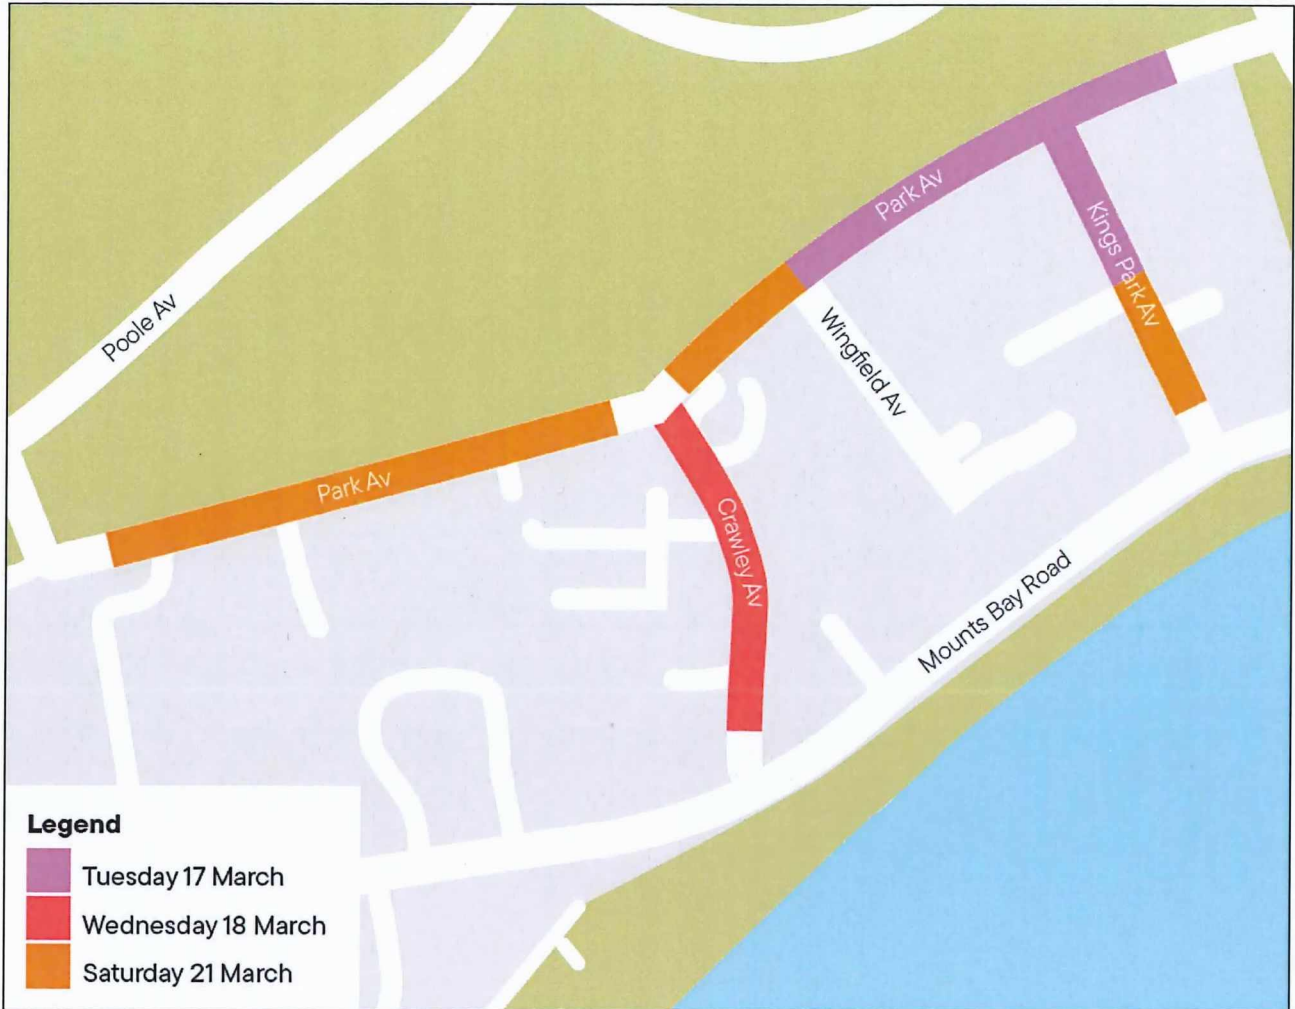 Park Av
Kings Park Av
Poole Av
Wingfield Av
Park Av
Crawley Av
Mounts Bay Road
Legend
Tuesday 17 March
Wednesday 18 March
Saturday 21 March